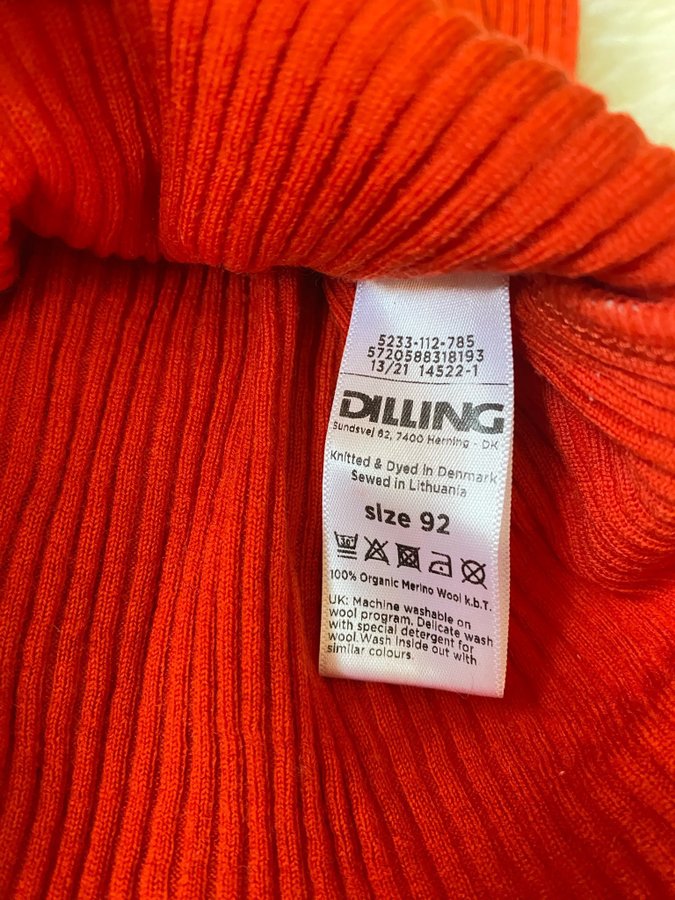 5233-112-785
5720588318193
13/21 14522-1
DILLING
Sundsvej 62, 7400 Herning - DK
Knitted & Dyed in Denmark
Sewed in Lithuania
size 92
30°
100% Organic Merino Wool k.b.T.
UK: Machine washable on
wool program. Delicate wash
with special detergent for
wool. Wash inside out with
similar colours.